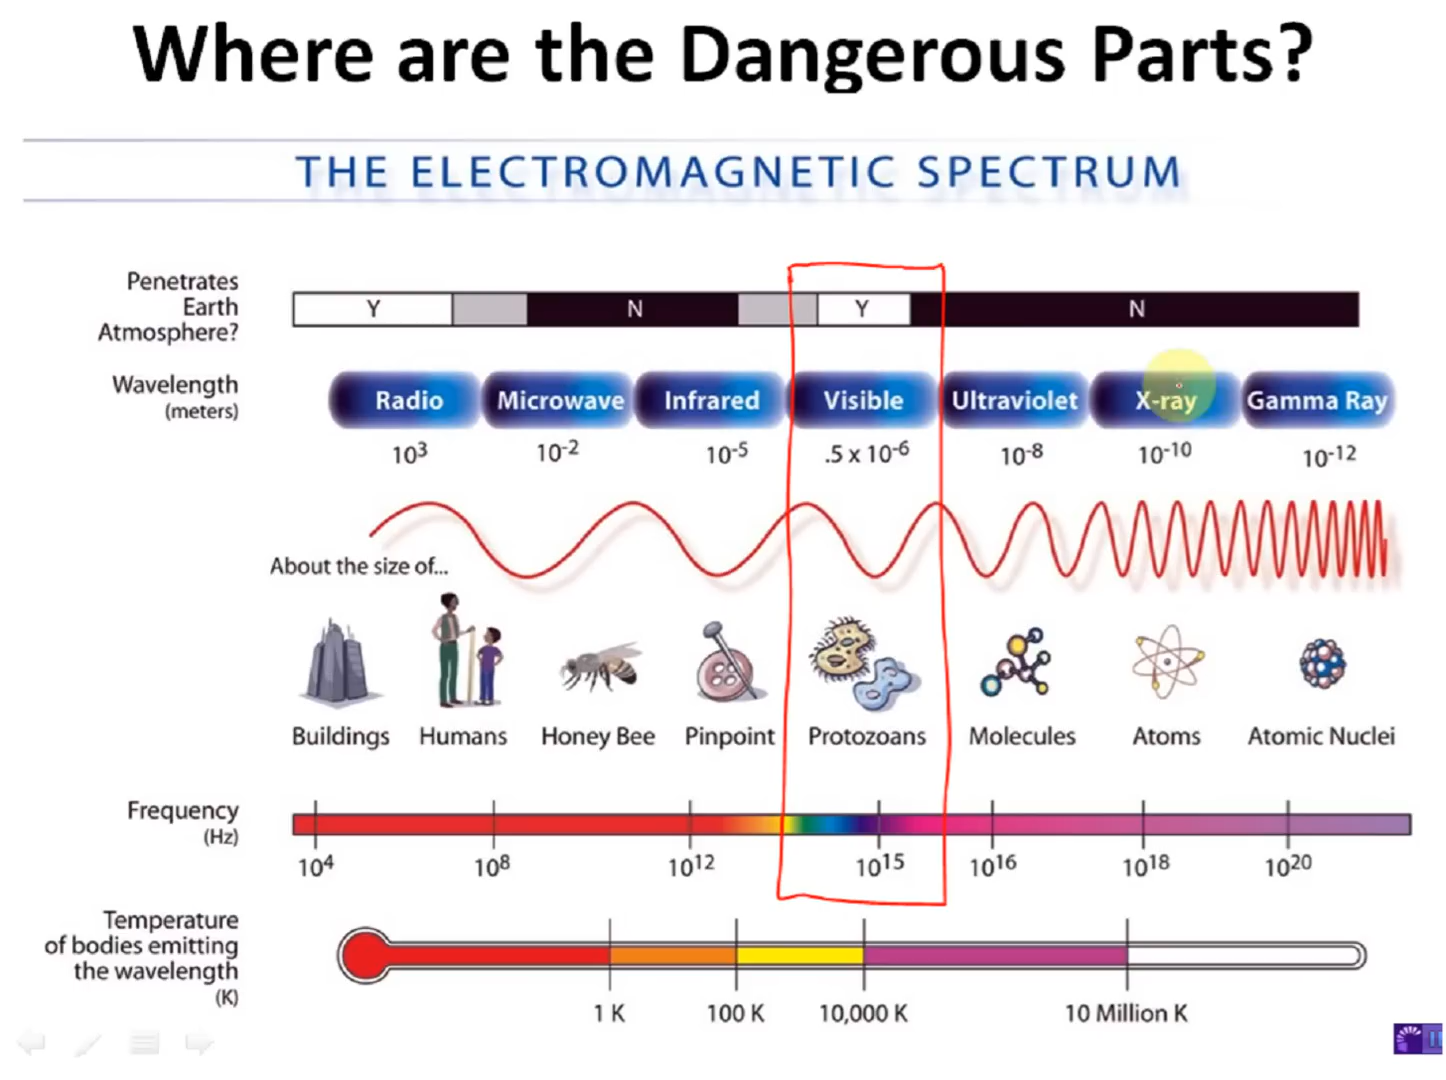 Where are the Dangerous Parts?
THE ELECTROMAGNETIC SPECTRUM
Penetrates
Earth
Atmosphere?
Y N Y N
Wavelength
(meters)
Radio Microwave Infrared Visible Ultraviolet X-ray Gamma Ray
10³ 10⁻² 10⁻⁵ .5 x 10⁻⁶ 10⁻⁸ 10⁻¹⁰ 10⁻¹²
About the size of...
Buildings Humans Honey Bee Pinpoint Protozoans Molecules Atoms Atomic Nuclei
Frequency
(Hz)
10⁴ 10⁸ 10¹² 10¹⁵ 10¹⁶ 10¹⁸ 10²⁰
Temperature
of bodies emitting
the wavelength
(K)
1 K 100 K 10,000 K 10 Million K